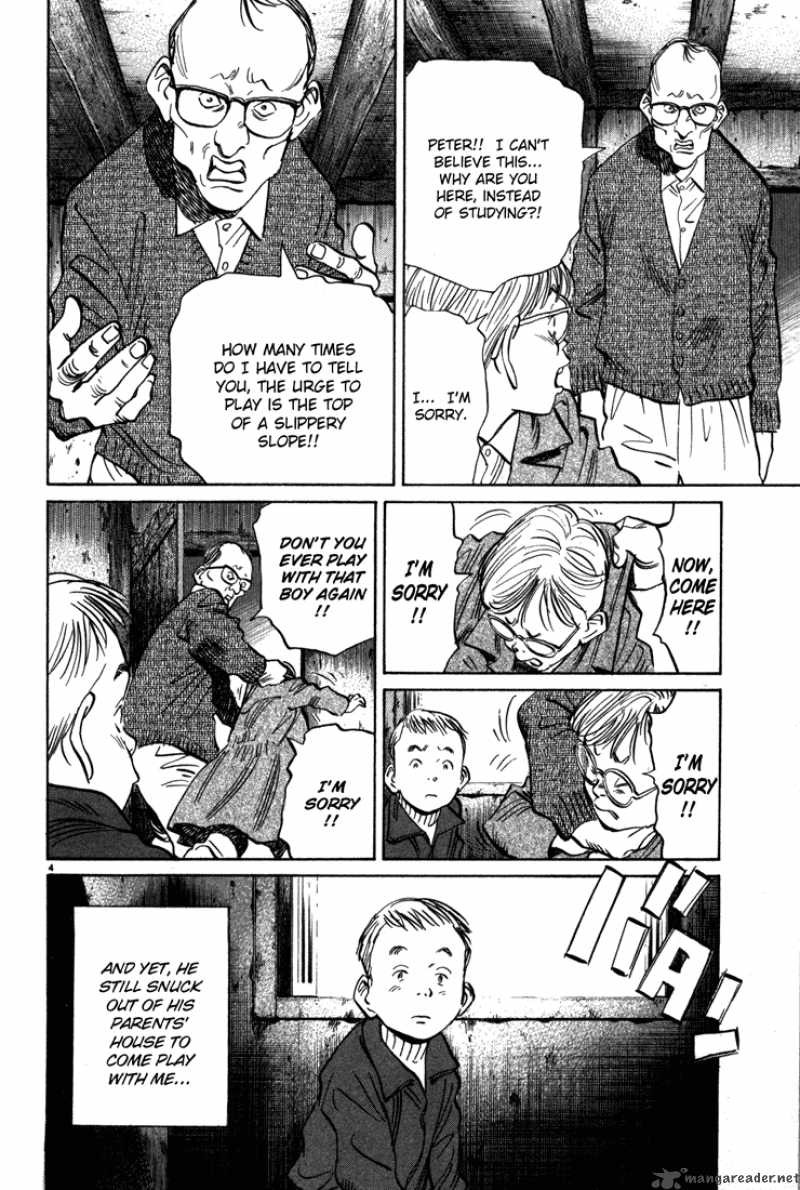 PETER!! I CAN'T
BELIEVE THIS...
WHY ARE YOU
HERE, INSTEAD
OF STUDYING?!
I... I'M
SORRY.
HOW MANY TIMES
DO I HAVE TO TELL
YOU, THE URGE TO
PLAY IS THE TOP
OF A SLIPPERY
SLOPE!!
NOW,
COME
HERE
!!
I'M
SORRY
!!
I'M
SORRY
!!
DON'T YOU
EVER PLAY
WITH THAT
BOY AGAIN
!!
I'M
SORRY
!!
4
AND YET, HE
STILL SNUCK
OUT OF HIS
PARENTS'
HOUSE TO
COME PLAY
WITH ME...
mangareader.net